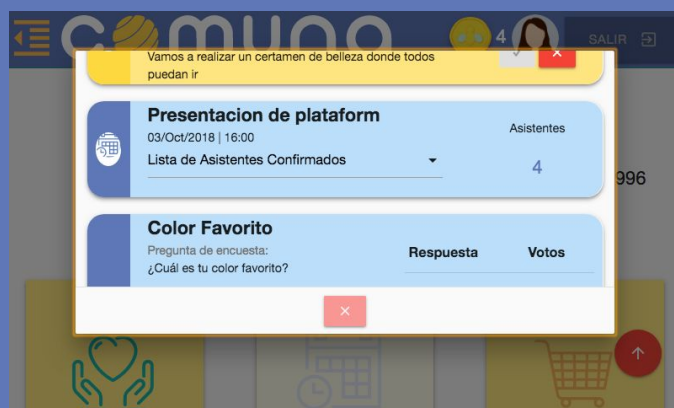 comuno
4
SALIR
Vamos a realizar un certamen de belleza donde todos
puedan ir
Presentacion de plataform
03/Oct/2018 | 16:00
Lista de Asistentes Confirmados
Asistentes
4
996
Color Favorito
Pregunta de encuesta:
¿Cuál es tu color favorito?
Respuesta
Votos